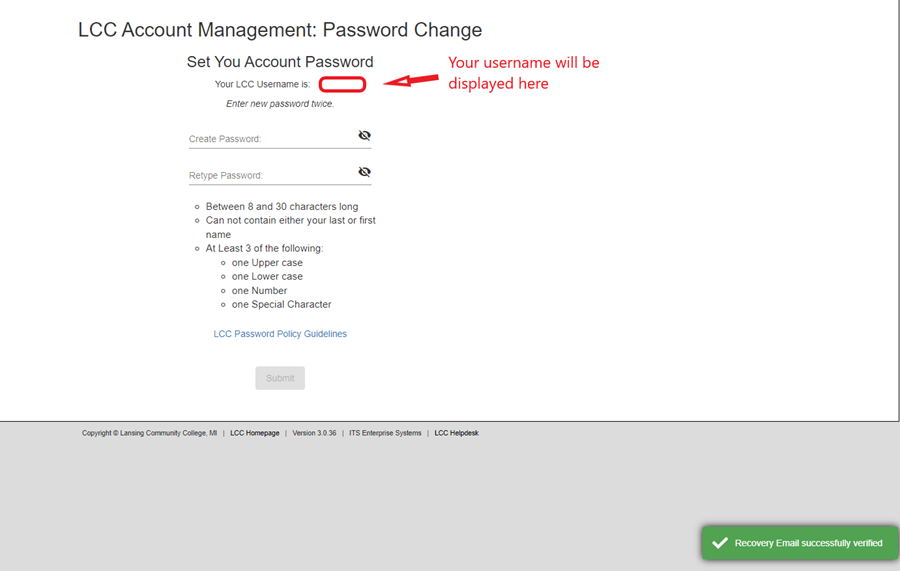 LCC Account Management: Password Change
Set You Account Password
Your LCC Username is:
Your username will be
displayed here
Enter new password twice.
Create Password:
Retype Password:
Between 8 and 30 characters long
Can not contain either your last or first
name
At Least 3 of the following:
one Upper case
one Lower case
one Number
one Special Character
LCC Password Policy Guidelines
Submit
Copyright © Lansing Community College, MI | LCC Homepage | Version 3.0.36 | ITS Enterprise Systems | LCC Helpdesk
Recovery Email successfully verified